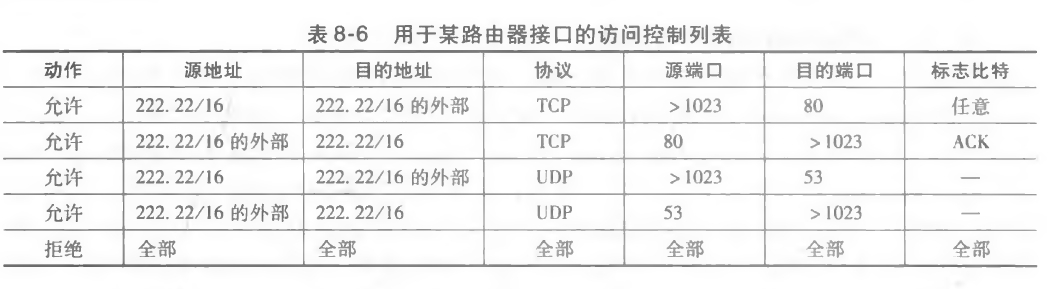 表8-6 用于某路由器接口的访问控制列表
动作 源地址 目的地址 协议 源端口 目的端口 标志比特
允许 222.22/16 222.22/16 的外部 TCP >1023 80 任意
允许 222.22/16 的外部 222.22/16 TCP 80 >1023 ACK
允许 222.22/16 222.22/16 的外部 UDP >1023 53 —
允许 222.22/16 的外部 222.22/16 UDP 53 >1023 —
拒绝 全部 全部 全部 全部 全部 全部